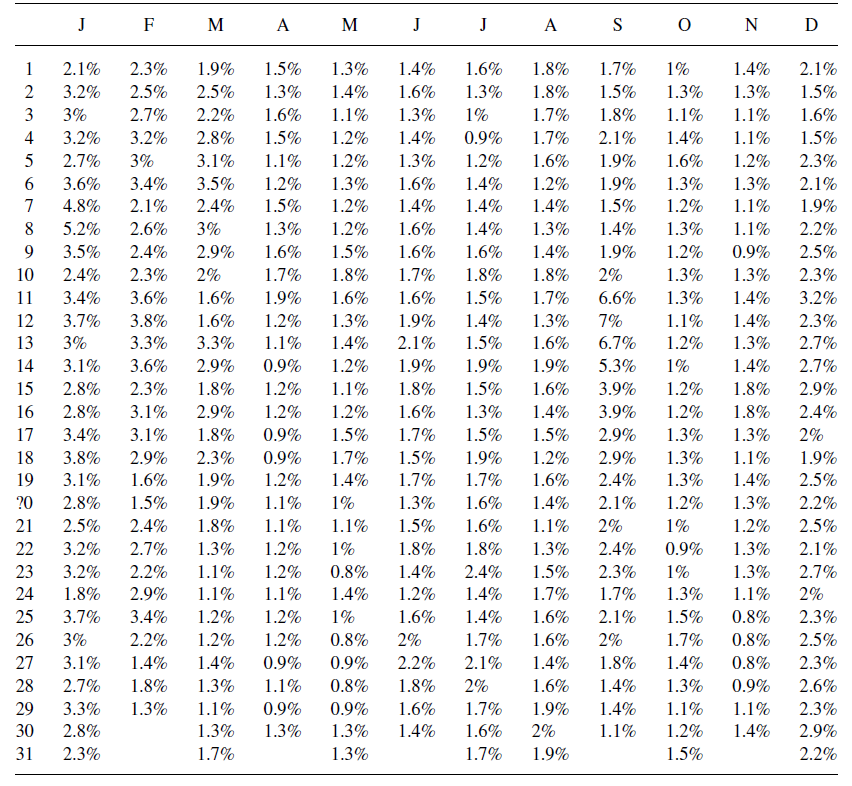 J F M A M J J A S O N D
1 2.1% 2.3% 1.9% 1.5% 1.3% 1.4% 1.6% 1.8% 1.7% 1% 1.4% 2.1%
2 3.2% 2.5% 2.5% 1.3% 1.4% 1.6% 1.3% 1.8% 1.5% 1.3% 1.3% 1.5%
3 3% 2.7% 2.2% 1.6% 1.1% 1.3% 1% 1.7% 1.8% 1.1% 1.1% 1.6%
4 3.2% 3.2% 2.8% 1.5% 1.2% 1.4% 0.9% 1.7% 2.1% 1.4% 1.1% 1.5%
5 2.7% 3% 3.1% 1.1% 1.2% 1.3% 1.2% 1.6% 1.9% 1.6% 1.2% 2.3%
6 3.6% 3.4% 3.5% 1.2% 1.3% 1.6% 1.4% 1.2% 1.9% 1.3% 1.3% 2.1%
7 4.8% 2.1% 2.4% 1.5% 1.2% 1.4% 1.4% 1.4% 1.5% 1.2% 1.1% 1.9%
8 5.2% 2.6% 3% 1.3% 1.2% 1.6% 1.4% 1.3% 1.4% 1.3% 1.1% 2.2%
9 3.5% 2.4% 2.9% 1.6% 1.5% 1.6% 1.6% 1.4% 1.9% 1.2% 0.9% 2.5%
10 2.4% 2.3% 2% 1.7% 1.8% 1.7% 1.8% 1.8% 2% 1.3% 1.3% 2.3%
11 3.4% 3.6% 1.6% 1.9% 1.6% 1.6% 1.5% 1.7% 6.6% 1.3% 1.4% 3.2%
12 3.7% 3.8% 1.6% 1.2% 1.3% 1.9% 1.4% 1.3% 7% 1.1% 1.4% 2.3%
13 3% 3.3% 3.3% 1.1% 1.4% 2.1% 1.5% 1.6% 6.7% 1.2% 1.3% 2.7%
14 3.1% 3.6% 2.9% 0.9% 1.2% 1.9% 1.9% 1.9% 5.3% 1% 1.4% 2.7%
15 2.8% 2.3% 1.8% 1.2% 1.1% 1.8% 1.5% 1.6% 3.9% 1.2% 1.8% 2.9%
16 2.8% 3.1% 2.9% 1.2% 1.2% 1.6% 1.3% 1.4% 3.9% 1.2% 1.8% 2.4%
17 3.4% 3.1% 1.8% 0.9% 1.5% 1.7% 1.5% 1.5% 2.9% 1.3% 1.3% 2%
18 3.8% 2.9% 2.3% 0.9% 1.7% 1.5% 1.9% 1.2% 2.9% 1.3% 1.1% 1.9%
19 3.1% 1.6% 1.9% 1.2% 1.4% 1.7% 1.7% 1.6% 2.4% 1.3% 1.4% 2.5%
?0 2.8% 1.5% 1.9% 1.1% 1% 1.3% 1.6% 1.4% 2.1% 1.2% 1.3% 2.2%
21 2.5% 2.4% 1.8% 1.1% 1.1% 1.5% 1.6% 1.1% 2% 1% 1.2% 2.5%
22 3.2% 2.7% 1.3% 1.2% 1% 1.8% 1.8% 1.3% 2.4% 0.9% 1.3% 2.1%
23 3.2% 2.2% 1.1% 1.2% 0.8% 1.4% 2.4% 1.5% 2.3% 1% 1.3% 2.7%
24 1.8% 2.9% 1.1% 1.1% 1.4% 1.2% 1.4% 1.7% 1.7% 1.3% 1.1% 2%
25 3.7% 3.4% 1.2% 1.2% 1% 1.6% 1.4% 1.6% 2.1% 1.5% 0.8% 2.3%
26 3% 2.2% 1.2% 1.2% 0.8% 2% 1.7% 1.6% 2% 1.7% 0.8% 2.5%
27 3.1% 1.4% 1.4% 0.9% 0.9% 2.2% 2.1% 1.4% 1.8% 1.4% 0.8% 2.3%
28 2.7% 1.8% 1.3% 1.1% 0.8% 1.8% 2% 1.6% 1.4% 1.3% 0.9% 2.6%
29 3.3% 1.3% 1.1% 0.9% 0.9% 1.6% 1.7% 1.9% 1.4% 1.1% 1.1% 2.3%
30 2.8% 1.3% 1.3% 1.3% 1.4% 1.6% 2% 1.1% 1.2% 1.4% 2.9%
31 2.3% 1.7% 1.3% 1.7% 1.9% 1.5% 2.2%